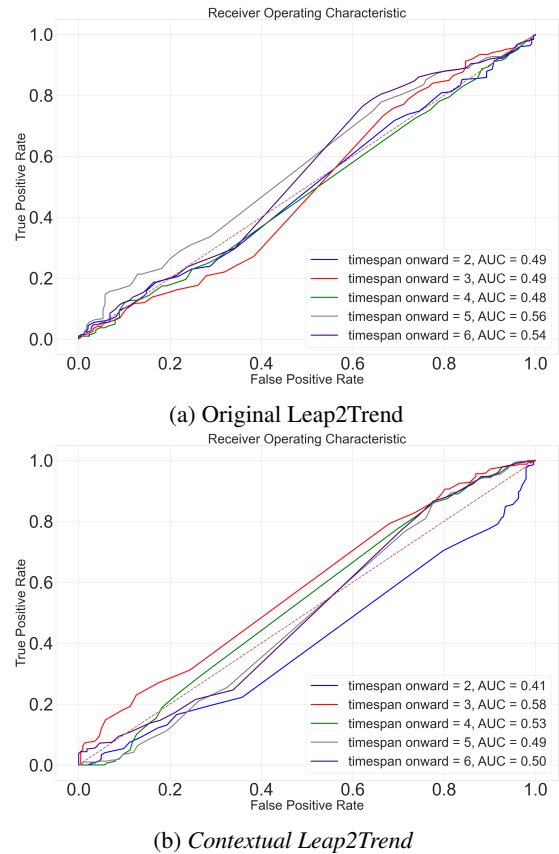 Receiver Operating Characteristic
1.0
0.8
0.6
0.4
0.2
0.0
True Positive Rate
timespan onward = 2, AUC = 0.49
timespan onward = 3, AUC = 0.49
timespan onward = 4, AUC = 0.48
timespan onward = 5, AUC = 0.56
timespan onward = 6, AUC = 0.54
0.0 0.2 0.4 0.6 0.8 1.0
False Positive Rate
(a) Original Leap2Trend
Receiver Operating Characteristic
1.0
0.8
0.6
0.4
0.2
0.0
True Positive Rate
timespan onward = 2, AUC = 0.41
timespan onward = 3, AUC = 0.58
timespan onward = 4, AUC = 0.53
timespan onward = 5, AUC = 0.49
timespan onward = 6, AUC = 0.50
0.0 0.2 0.4 0.6 0.8 1.0
False Positive Rate
(b) Contextual Leap2Trend